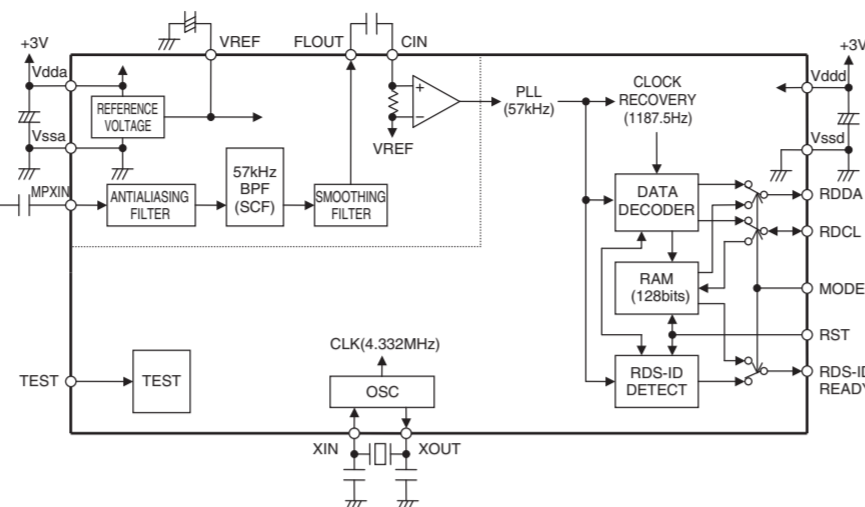 +3V
VREF
FLOUT
CIN
+3V
Vdda
REFERENCE
VOLTAGE
Vssa
+
−
VREF
PLL
(57kHz)
CLOCK
RECOVERY
(1187.5Hz)
Vddd
Vssd
MPXIN
ANTIALIASING
FILTER
57kHz
BPF
(SCF)
SMOOTHING
FILTER
DATA
DECODER
RDDA
RDCL
RAM
(128bits)
MODE
RST
CLK(4.332MHz)
OSC
TEST
TEST
RDS-ID
DETECT
RDS-ID
READY
XIN
XOUT